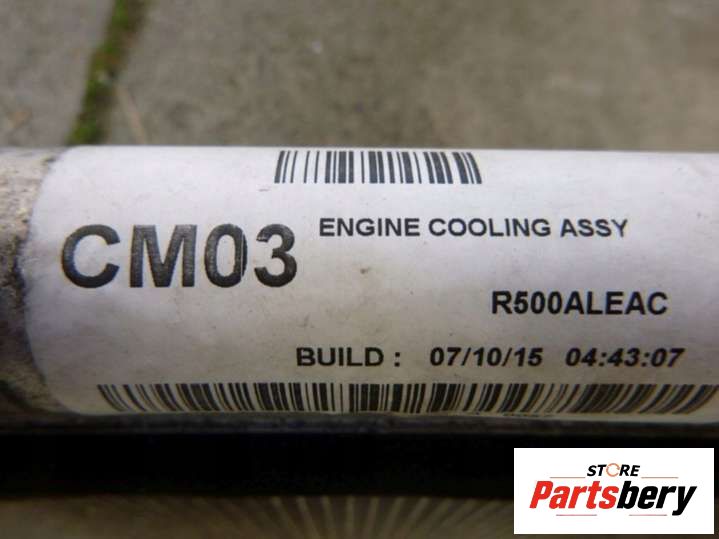 CM03 ENGINE COOLING ASSY
R500ALEAC
BUILD : 07/10/15 04:43:07
STORE
Partsbery